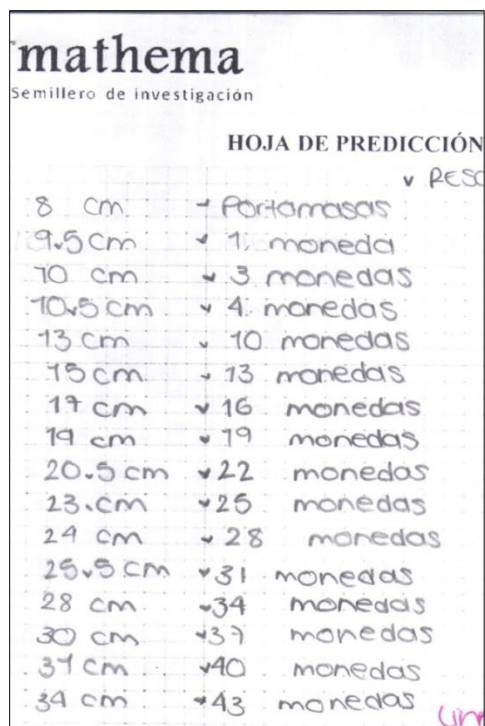 mathema
Semillero de investigación
HOJA DE PREDICCIÓN
RESO
8 cm. Portamasas
9.5 cm 1 moneda
10 cm 3 monedas
10.5 cm 4 monedas
13 cm 10 monedas
15 cm 13 monedas
17 cm 16 monedas
19 cm 19 monedas
20.5 cm 22 monedas
23.cm 25 monedas
24 cm 28 monedas
25.5 cm 31 monedas
28 cm 34 monedas
30 cm 37 monedas
31 cm 40 monedas
34 cm 43 monedas